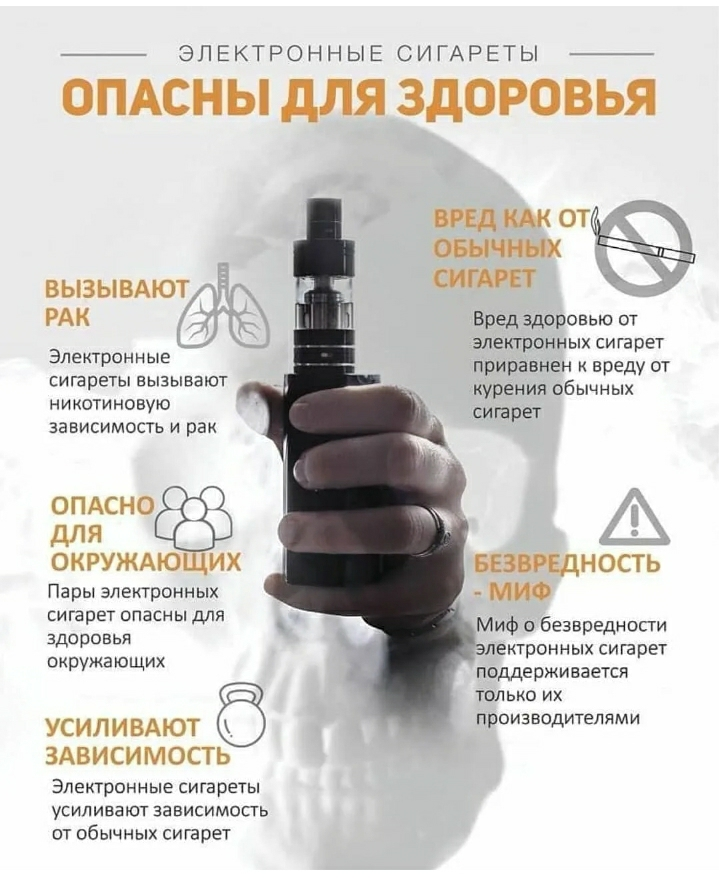 ЭЛЕКТРОННЫЕ СИГАРЕТЫ
ОПАСНЫ ДЛЯ ЗДОРОВЬЯ
ВРЕД КАК ОТ
ОБЫЧНЫХ
СИГАРЕТ
Вред здоровью от
электронных сигарет
приравнен к вреду от
курения обычных
сигарет
ВЫЗЫВАЮТ
РАК
Электронные
сигареты вызывают
никотиновую
зависимость и рак
ОПАСНО
ДЛЯ
ОКРУЖАЮЩИХ
Пары электронных
сигарет опасны для
здоровья
окружающих
БЕЗВРЕДНОСТЬ
- МИФ
Миф о безвредности
электронных сигарет
поддерживается
только их
производителями
УСИЛИВАЮТ
ЗАВИСИМОСТЬ
Электронные сигареты
усиливают зависимость
от обычных сигарет